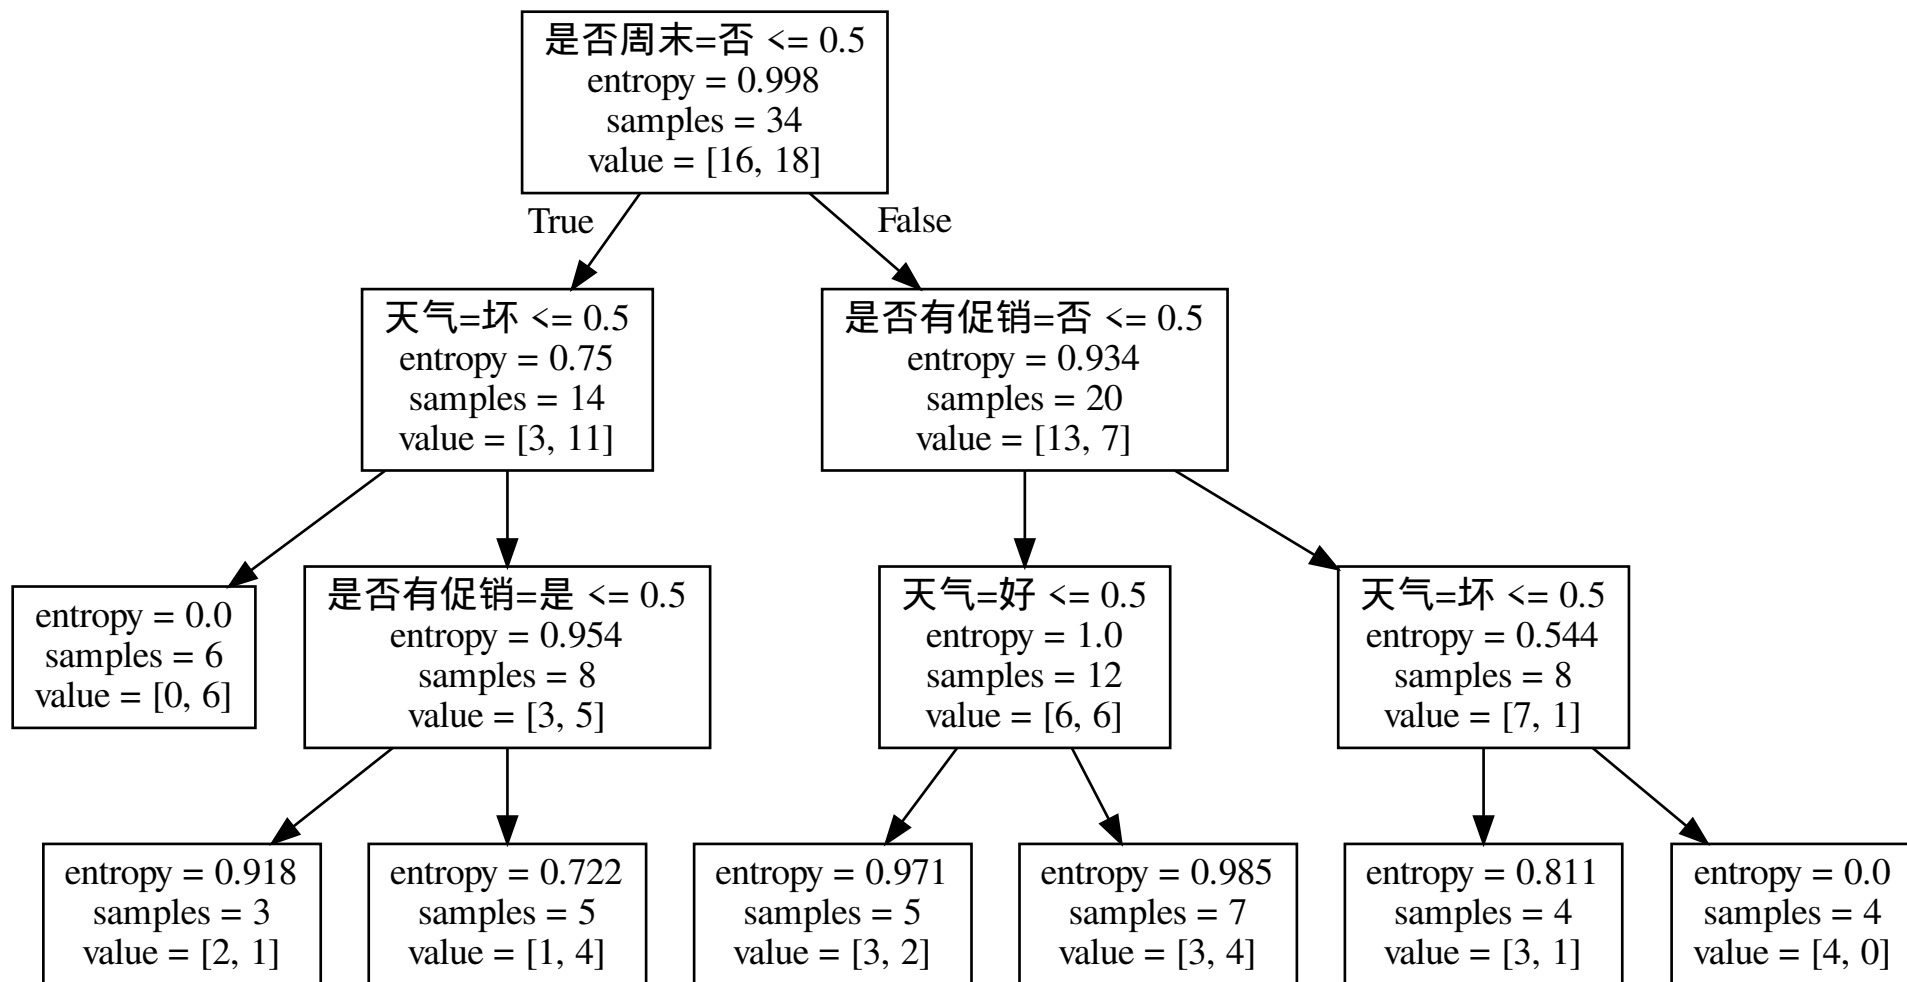 是否周末=否 <= 0.5
entropy = 0.998
samples = 34
value = [16, 18]
True
False
天气=坏 <= 0.5
entropy = 0.75
samples = 14
value = [3, 11]
是否有促销=否 <= 0.5
entropy = 0.934
samples = 20
value = [13, 7]
entropy = 0.0
samples = 6
value = [0, 6]
是否有促销=是 <= 0.5
entropy = 0.954
samples = 8
value = [3, 5]
天气=好 <= 0.5
entropy = 1.0
samples = 12
value = [6, 6]
天气=坏 <= 0.5
entropy = 0.544
samples = 8
value = [7, 1]
entropy = 0.918
samples = 3
value = [2, 1]
entropy = 0.722
samples = 5
value = [1, 4]
entropy = 0.971
samples = 5
value = [3, 2]
entropy = 0.985
samples = 7
value = [3, 4]
entropy = 0.811
samples = 4
value = [3, 1]
entropy = 0.0
samples = 4
value = [4, 0]